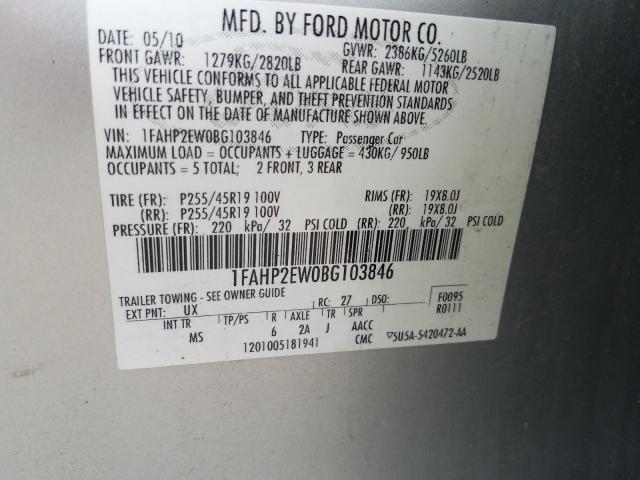 MFD. BY FORD MOTOR CO.
DATE: 05/10 GVWR: 2386KG/5260LB
FRONT GAWR: 1279KG/2820LB REAR GAWR: 1143KG/2520LB
THIS VEHICLE CONFORMS TO ALL APPLICABLE FEDERAL MOTOR
VEHICLE SAFETY, BUMPER, AND THEFT PREVENTION STANDARDS
IN EFFECT ON THE DATE OF MANUFACTURE SHOWN ABOVE.
VIN: 1FAHP2EW0BG103846 TYPE: Passenger Car
MAXIMUM LOAD = OCCUPANTS + LUGGAGE = 430KG/ 950LB
OCCUPANTS = 5 TOTAL; 2 FRONT, 3 REAR
TIRE (FR): P255/45R19 100V RIMS (FR): 19X8.0J
(RR): P255/45R19 100V (RR): 19X8.0J
PRESSURE (FR): 220 kPa/ 32 PSI COLD (RR): 220 kPa/ 32 PSI COLD
1FAHP2EW0BG103846
TRAILER TOWING - SEE OWNER GUIDE
EXT PNT: UX RC: 27 DSO: F0095
R0111
INT TR TP/PS R AXLE TR SPR
MS 6 2A J AACC
1201005181941 CMC ▽5U5A-5420472-AA